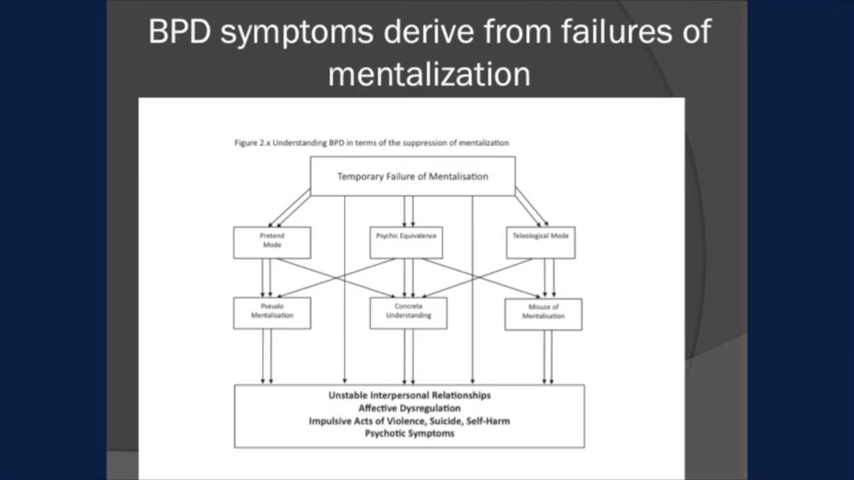 BPD symptoms derive from failures of
mentalization
Figure 2.x Understanding BPD in terms of the suppression of mentalization
Temporary Failure of Mentalisation
Pretend
Mode
Psychic Equivalence
Teleological Mode
Pseudo
Mentalisation
Concrete
Understanding
Misuse of
Mentalisation
Unstable Interpersonal Relationships
Affective Dysregulation
Impulsive Acts of Violence, Suicide, Self-Harm
Psychotic Symptoms